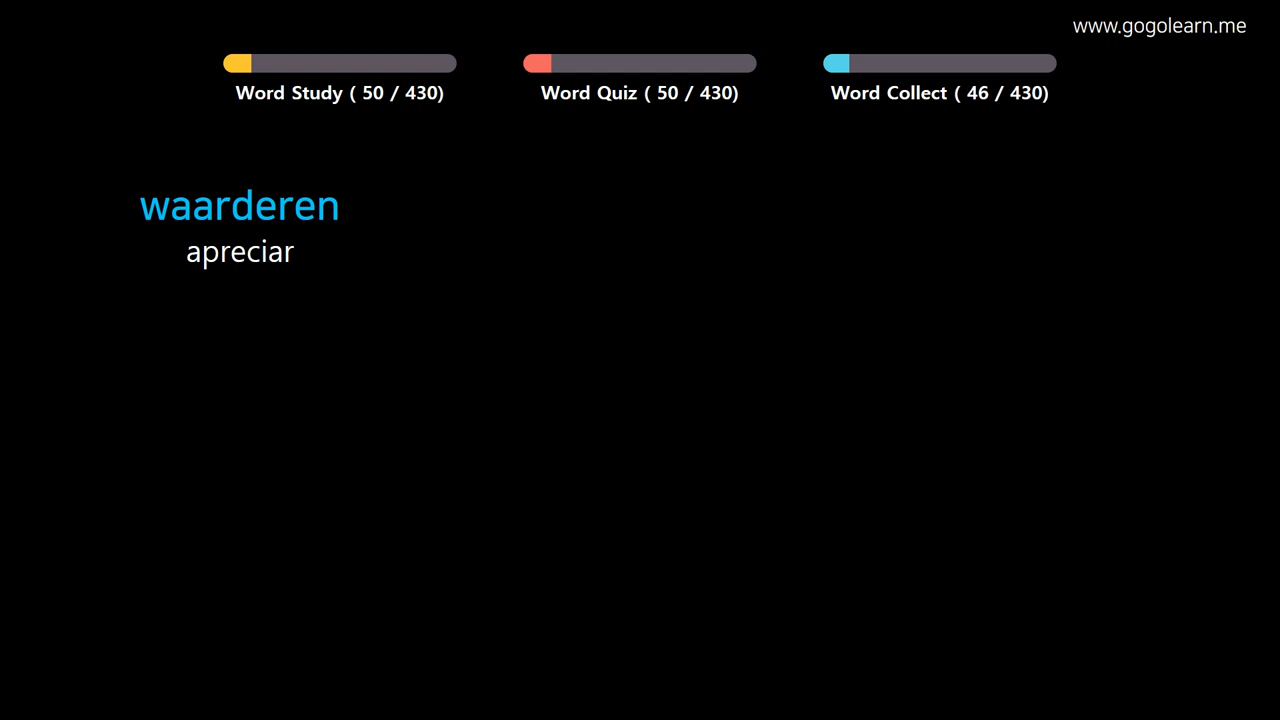 www.gogolearn.me
Word Study ( 50 / 430)
Word Quiz ( 50 / 430)
Word Collect ( 46 / 430)
waarderen
apreciar